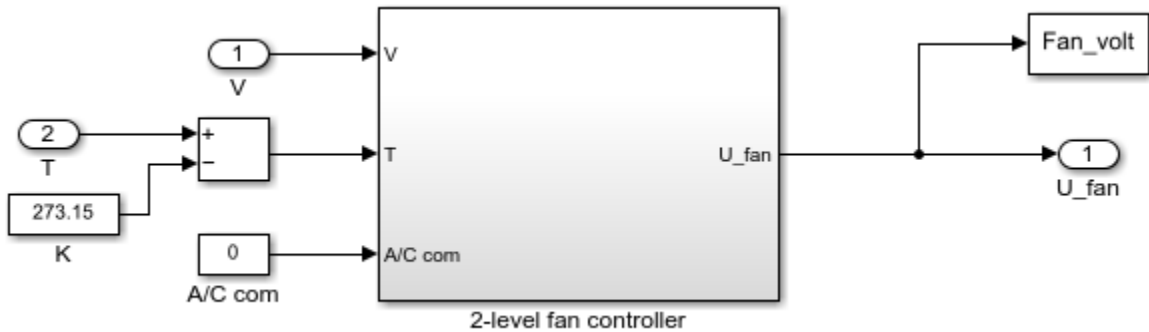 1
V
V
Fan_volt
2
T
+
−
T
U_fan
1
U_fan
273.15
K
0
A/C com
A/C com
2-level fan controller